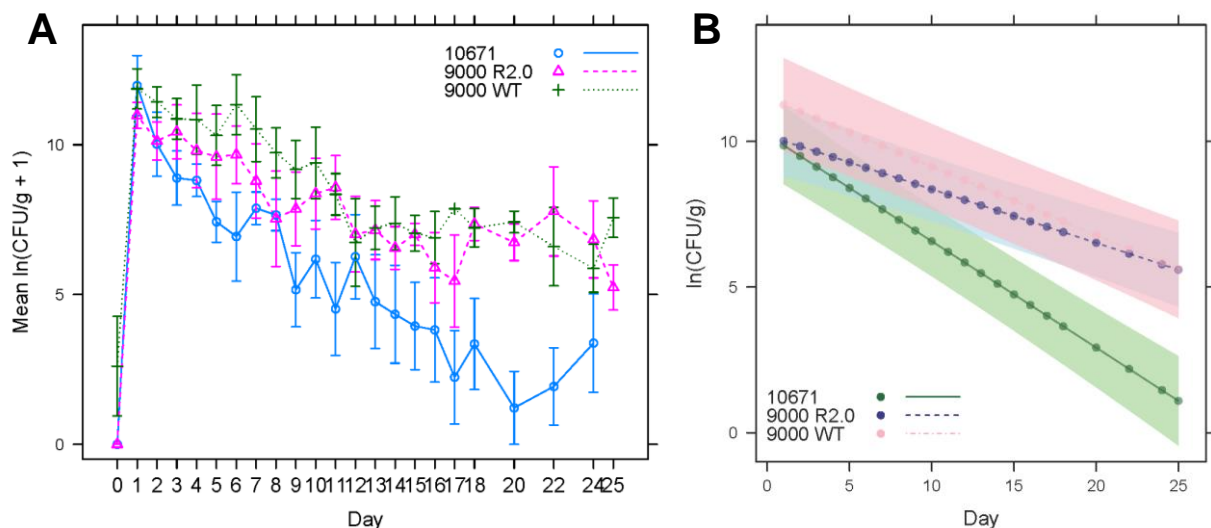 A
10671
9000 R2.0
9000 WT
Mean ln(CFU/g + 1)
10
5
0
0 1 2 3 4 5 6 7 8 9 10 11 12 13 14 15 16 17 18 20 22 24 25
Day
B
ln(CFU/g)
10
5
0
10671
9000 R2.0
9000 WT
0 5 10 15 20 25
Day